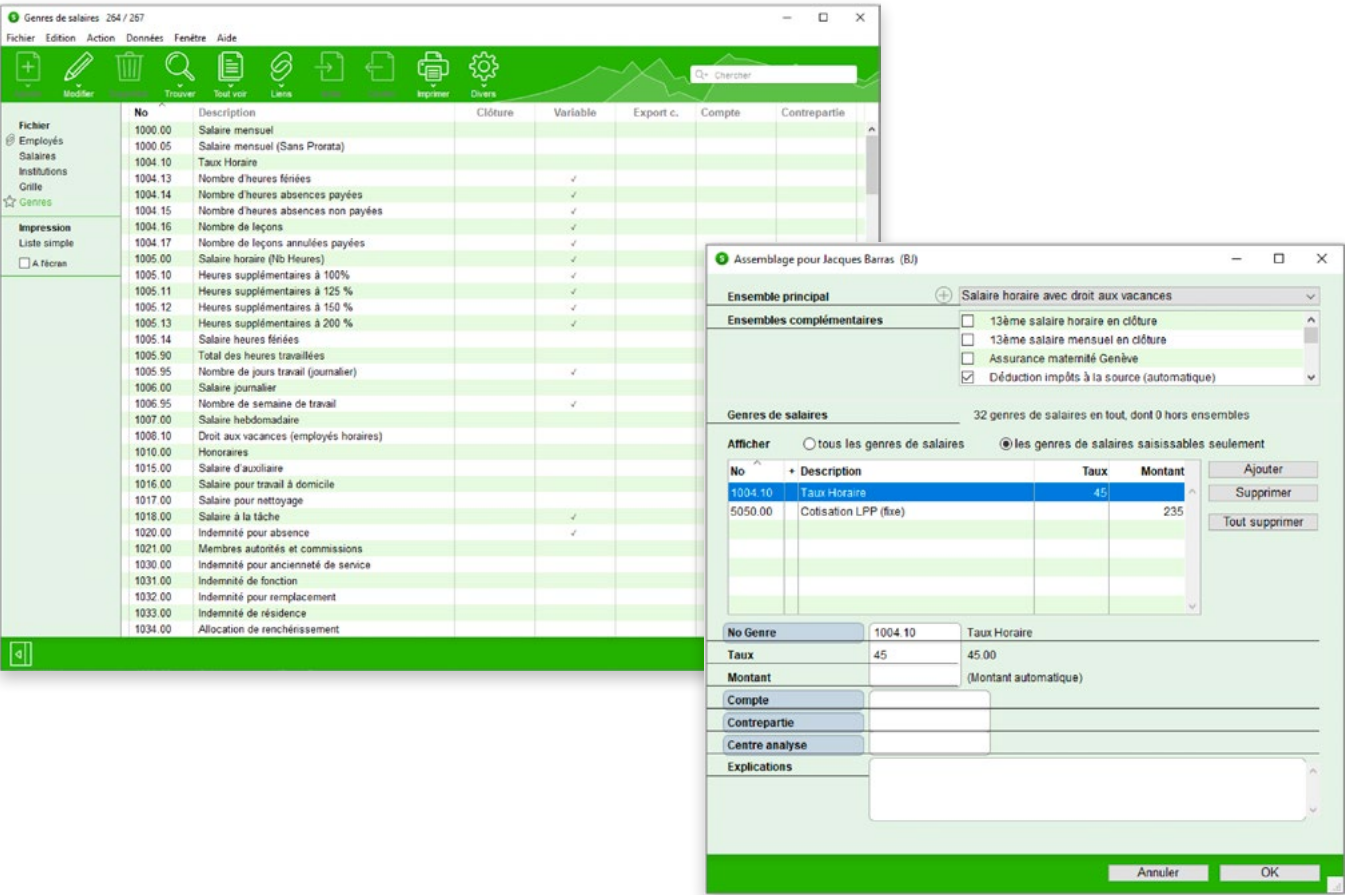 Genres de salaires 264 / 267
Fichier Edition Action Données Fenêtre Aide
Modifier Trouver Tout voir Liens Imprimer Divers
Chercher
Fichier
Employés
Salaires
Institutions
Grille
Genres
Impression
Liste simple
A l'écran
No Description Clôture Variable Export c. Compte Contrepartie
1000.00 Salaire mensuel
1000.05 Salaire mensuel (Sans Prorata)
1004.10 Taux Horaire
1004.13 Nombre d'heures fériées √
1004.14 Nombre d'heures absences payées √
1004.15 Nombre d'heures absences non payées √
1004.16 Nombre de leçons √
1004.17 Nombre de leçons annulées payées √
1005.00 Salaire horaire (Nb Heures) √
1005.10 Heures supplémentaires à 100% √
1005.11 Heures supplémentaires à 125 % √
1005.12 Heures supplémentaires à 150 % √
1005.13 Heures supplémentaires à 200 % √
1005.14 Salaire heures fériées
1005.90 Total des heures travaillées
1005.95 Nombre de jours travail (journalier) √
1006.00 Salaire journalier
1006.95 Nombre de semaine de travail √
1007.00 Salaire hebdomadaire
1008.10 Droit aux vacances (employés horaires)
1010.00 Honoraires
1015.00 Salaire d'auxiliaire
1016.00 Salaire pour travail à domicile
1017.00 Salaire pour nettoyage
1018.00 Salaire à la tâche √
1020.00 Indemnité pour absence √
1021.00 Membres autorités et commissions
1030.00 Indemnité pour ancienneté de service
1031.00 Indemnité de fonction
1032.00 Indemnité pour remplacement
1033.00 Indemnité de résidence
1034.00 Allocation de renchérissement
Assemblage pour Jacques Barras (BJ)
Ensemble principal Salaire horaire avec droit aux vacances
Ensembles complémentaires 13ème salaire horaire en clôture
13ème salaire mensuel en clôture
Assurance maternité Genève
Déduction impôts à la source (automatique)
Genres de salaires 32 genres de salaires en tout, dont 0 hors ensembles
Afficher tous les genres de salaires les genres de salaires saisissables seulement
No + Description Taux Montant Ajouter
1004.10 Taux Horaire 45 Supprimer
5050.00 Cotisation LPP (fixe) 235
Tout supprimer
No Genre 1004.10 Taux Horaire
Taux 45 45.00
Montant (Montant automatique)
Compte
Contrepartie
Centre analyse
Explications
Annuler OK